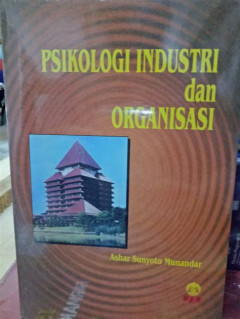 PSIKOLOGI INDUSTRI
dan
ORGANISASI
Ashar Sunyoto Munandar